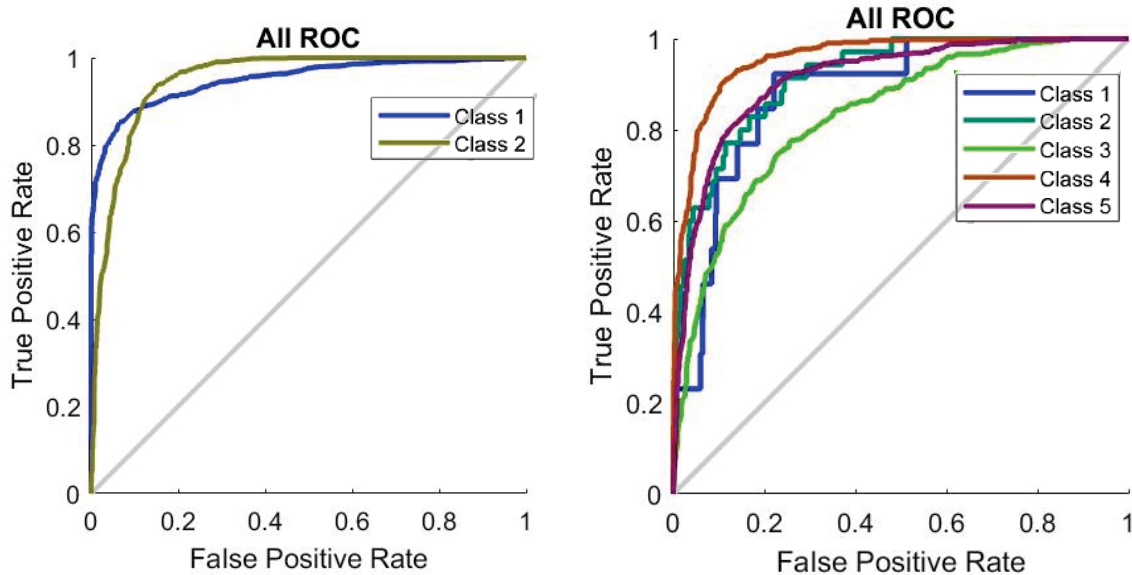 All ROC
1
0.8
0.6
0.4
0.2
0
0
0.2
0.4
0.6
0.8
1
True Positive Rate
False Positive Rate
Class 1
Class 2
All ROC
1
0.8
0.6
0.4
0.2
0
0
0.2
0.4
0.6
0.8
1
True Positive Rate
False Positive Rate
Class 1
Class 2
Class 3
Class 4
Class 5